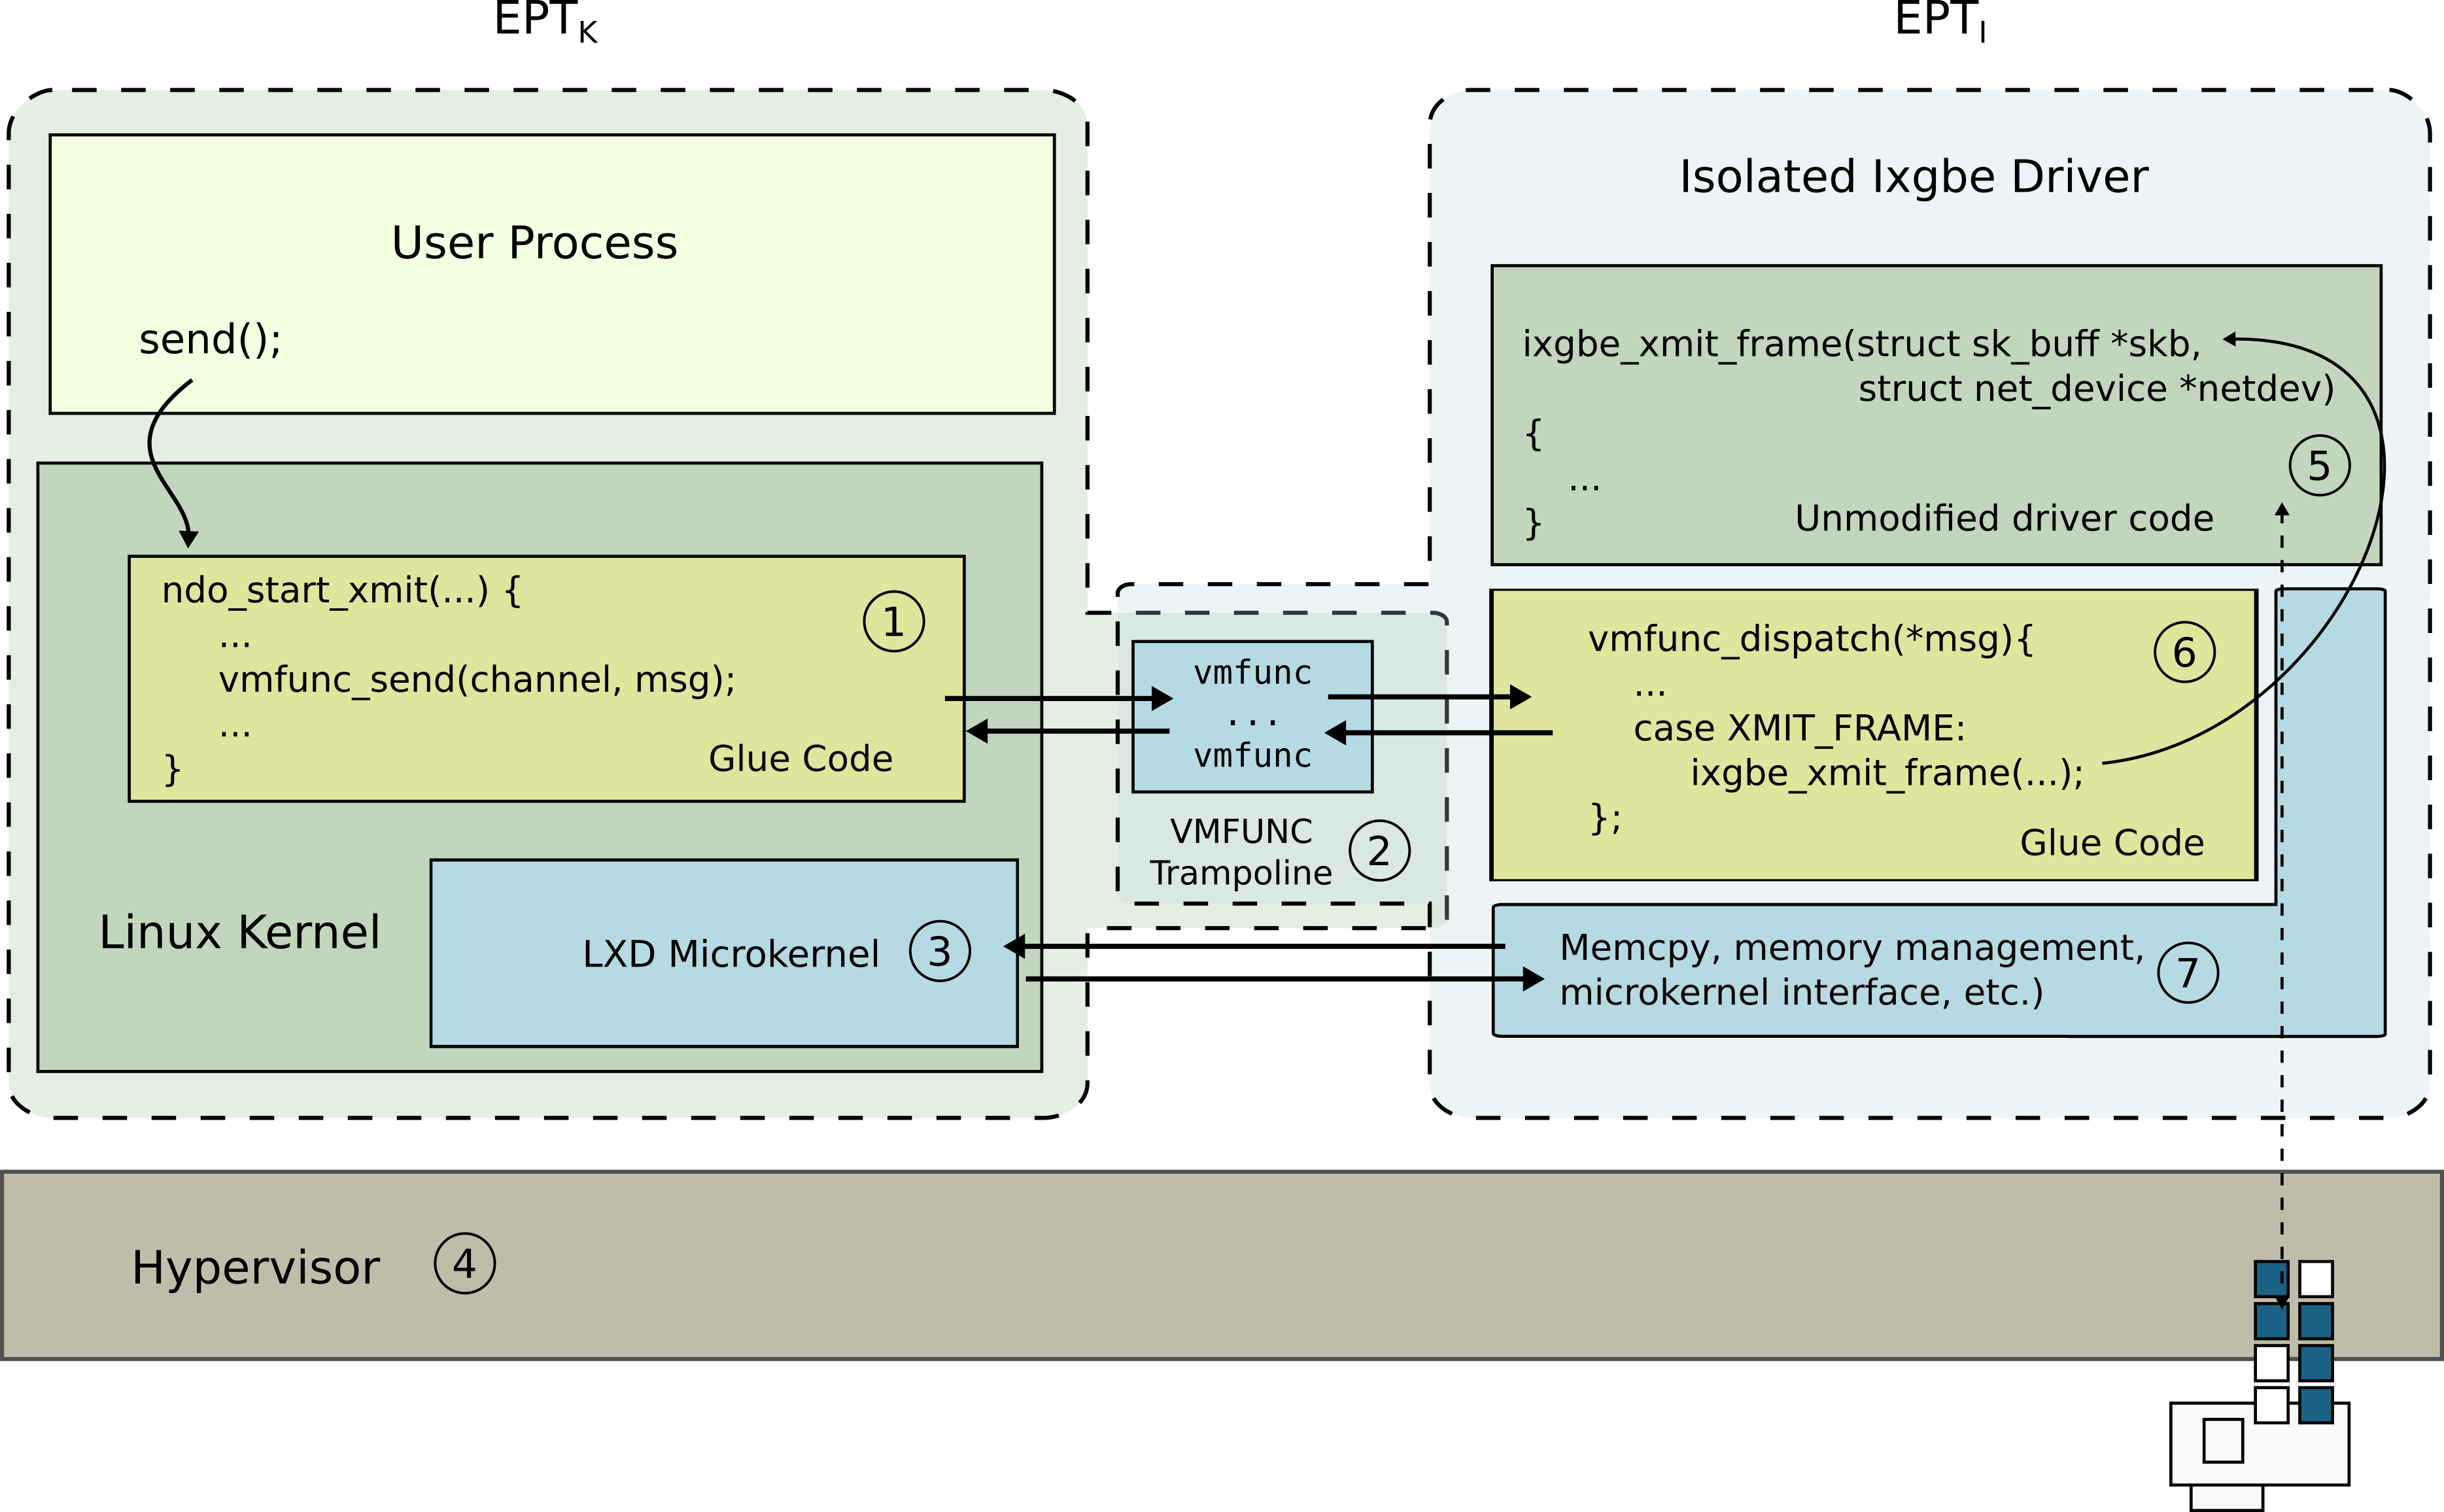 EPTK
EPTI
User Process
send();
ndo_start_xmit(...) {
...
vmfunc_send(channel, msg);
...
}
Glue Code
1
Linux Kernel
LXD Microkernel
3
vmfunc
...
vmfunc
VMFUNC
Trampoline
2
Isolated Ixgbe Driver
ixgbe_xmit_frame(struct sk_buff *skb,
struct net_device *netdev)
{
...
}
Unmodified driver code
5
vmfunc_dispatch(*msg){
...
case XMIT_FRAME:
ixgbe_xmit_frame(...);
};
Glue Code
6
Memcpy, memory management,
microkernel interface, etc.)
7
Hypervisor
4